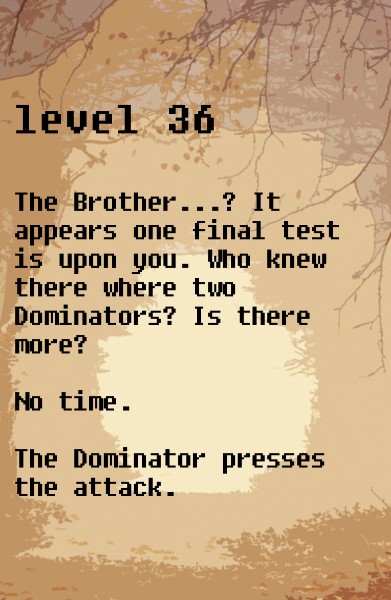 level 36
The Brother...? It
appears one final test
is upon you. Who knew
there where two
Dominators? Is there
more?
No time.
The Dominator presses
the attack.